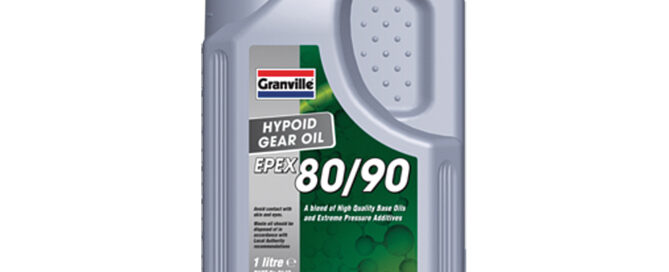 Granville
HYPOID
GEAR OIL
EPEX 80/90
A blend of High Quality Base Oils
and Extreme Pressure Additives
Avoid contact with
skin and eyes.
Waste oil should be
disposed of in
accordance with
Local Authority
recommendations
1 litre e